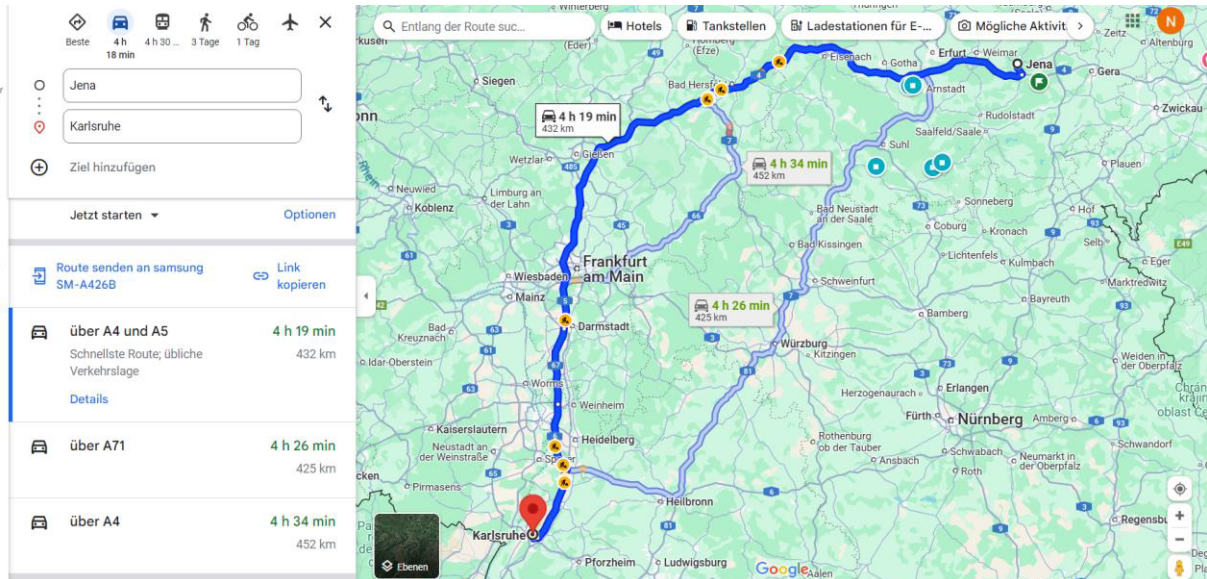 Beste
4 h 18 min
4 h 30 ...
3 Tage
1 Tag
Jena
Karlsruhe
Ziel hinzufügen
Jetzt starten
Optionen
Route senden an samsung
SM-A426B
Link
kopieren
über A4 und A5
4 h 19 min
Schnellste Route; übliche
432 km
Verkehrslage
Details
über A71
4 h 26 min
425 km
über A4
4 h 34 min
452 km
Entlang der Route suc...
Hotels
Tankstellen
Ladestationen für E-...
Mögliche Aktivit
N
Winterberg
(Eder)
(Efze)
Eisenach
Gotha
Erfurt
Weimar
Jena
Gera
Zeitz
Altenburg
Siegen
Bad Hersfeld
Arnstadt
Rudolstadt
Zwickau
4 h 19 min
432 km
Saalfeld/Saale
Wetzlar
Gießen
Suhl
4 h 34 min
452 km
Plauen
Neuwied
Koblenz
Limburg an
der Lahn
Bad Neustadt
an der Saale
Sonneberg
Hof
Coburg
Kronach
Selb
E49
Eger
Bad Kissingen
Frankfurt
am Main
Wiesbaden
Lichtenfels
Kulmbach
Mainz
Schweinfurt
Marktredwitz
Bayreuth
4 h 26 min
425 km
Bamberg
Darmstadt
Bad
Kreuznach
Würzburg
Kitzingen
Idar-Oberstein
Weiden in
der Oberpfalz
Worms
Weinheim
Erlangen
Herzogenaurach
Fürth
Nürnberg
Amberg
Kaiserslautern
Heidelberg
Rothenburg
ob der Tauber
Neustadt an
der Weinstraße
Schwabach
Schwandorf
Ansbach
Roth
Neumarkt in
der Oberpfalz
Pirmasens
Heilbronn
Karlsruhe
Pforzheim
Ludwigsburg
Aalen
Google
Ebenen